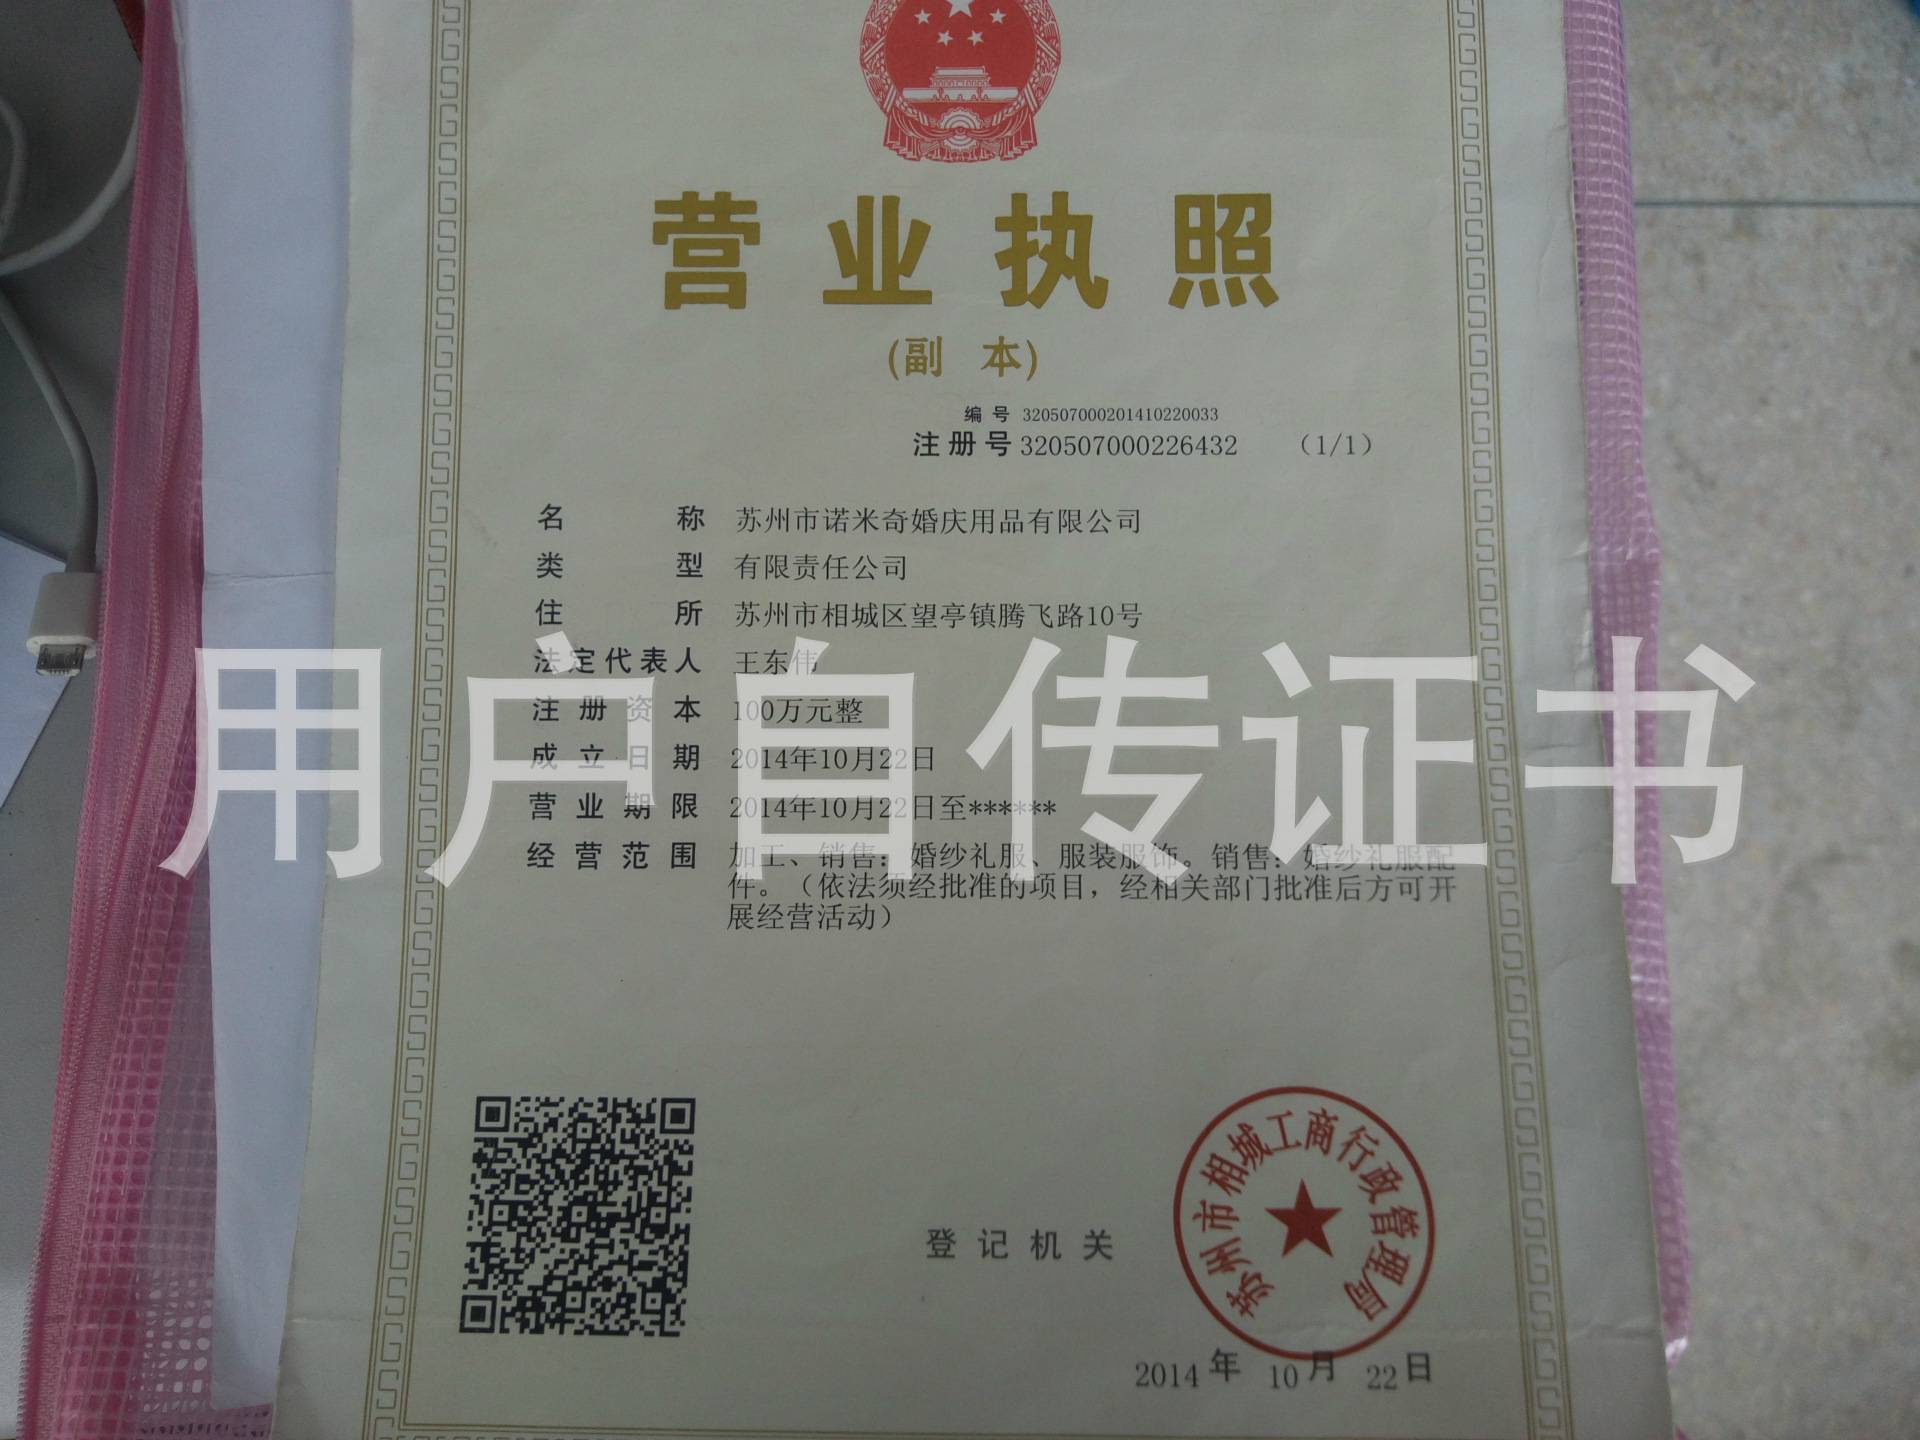 营业执照
(副 本)
编号 320507000201410220033
注册号 320507000226432 （1/1）
名称 苏州市诺米奇婚庆用品有限公司
类型 有限责任公司
住所 苏州市相城区望亭镇腾飞路10号
法定代表人 王东伟
注册资本 100万元整
成立日期 2014年10月22日
营业期限 2014年10月22日至******
经营范围 加工、销售：婚纱礼服、服装服饰。销售：婚纱礼服配
件。（依法须经批准的项目，经相关部门批准后方可开
展经营活动）
用户自传证书
登记机关
苏州市相城工商行政管理局
2014年 10月 22日